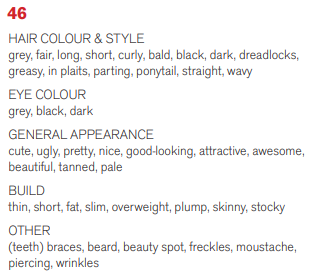 46
HAIR COLOUR & STYLE
grey, fair, long, short, curly, bald, black, dark, dreadlocks,
greasy, in plaits, parting, ponytail, straight, wavy
EYE COLOUR
grey, black, dark
GENERAL APPEARANCE
cute, ugly, pretty, nice, good-looking, attractive, awesome,
beautiful, tanned, pale
BUILD
thin, short, fat, slim, overweight, plump, skinny, stocky
OTHER
(teeth) braces, beard, beauty spot, freckles, moustache,
piercing, wrinkles